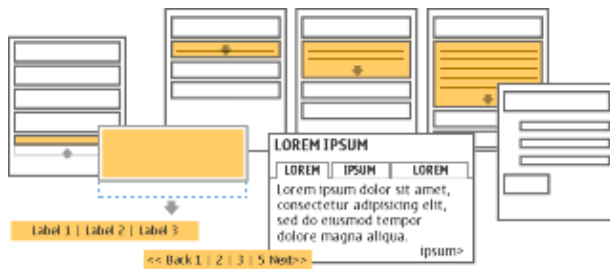 LOREM IPSUM
LOREM IPSUM LOREM
Lorem ipsum dolor sit amet,
consectetur adipisicing elit,
sed do eiusmod tempor
dolore magna aliqua.
ipsum>
Label 1 | Label 2 | Label 3
<< Back 1 | 2 | 3 | 5 Next>>